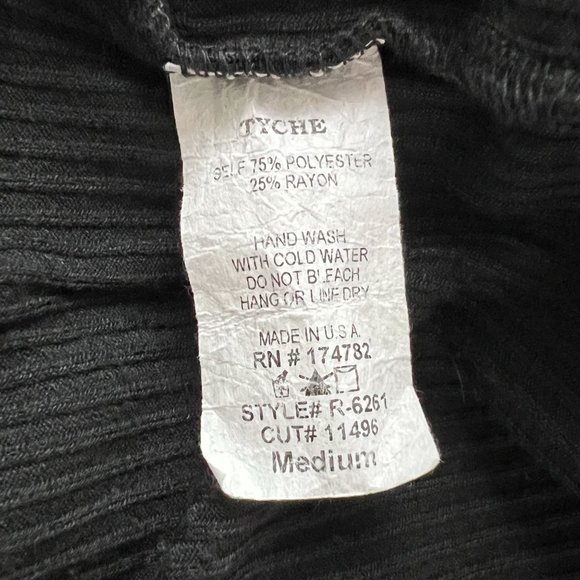 TYCHE
SELF 75% POLYESTER
25% RAYON
HAND WASH
WITH COLD WATER
DO NOT BLEACH
HANG OR LINE DRY
MADE IN U.S.A.
RN # 174782
STYLE# R-6261
CUT# 11496
Medium